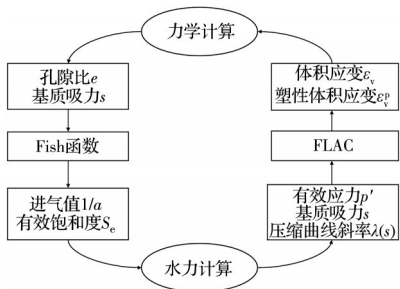 力学计算
孔隙比e
基质吸力s
Fish函数
进气值1/a
有效饱和度Sₑ
水力计算
有效应力p'
基质吸力s
压缩曲线斜率λ(s)
FLAC
体积应变εᵥ
塑性体积应变εᵥᵖ